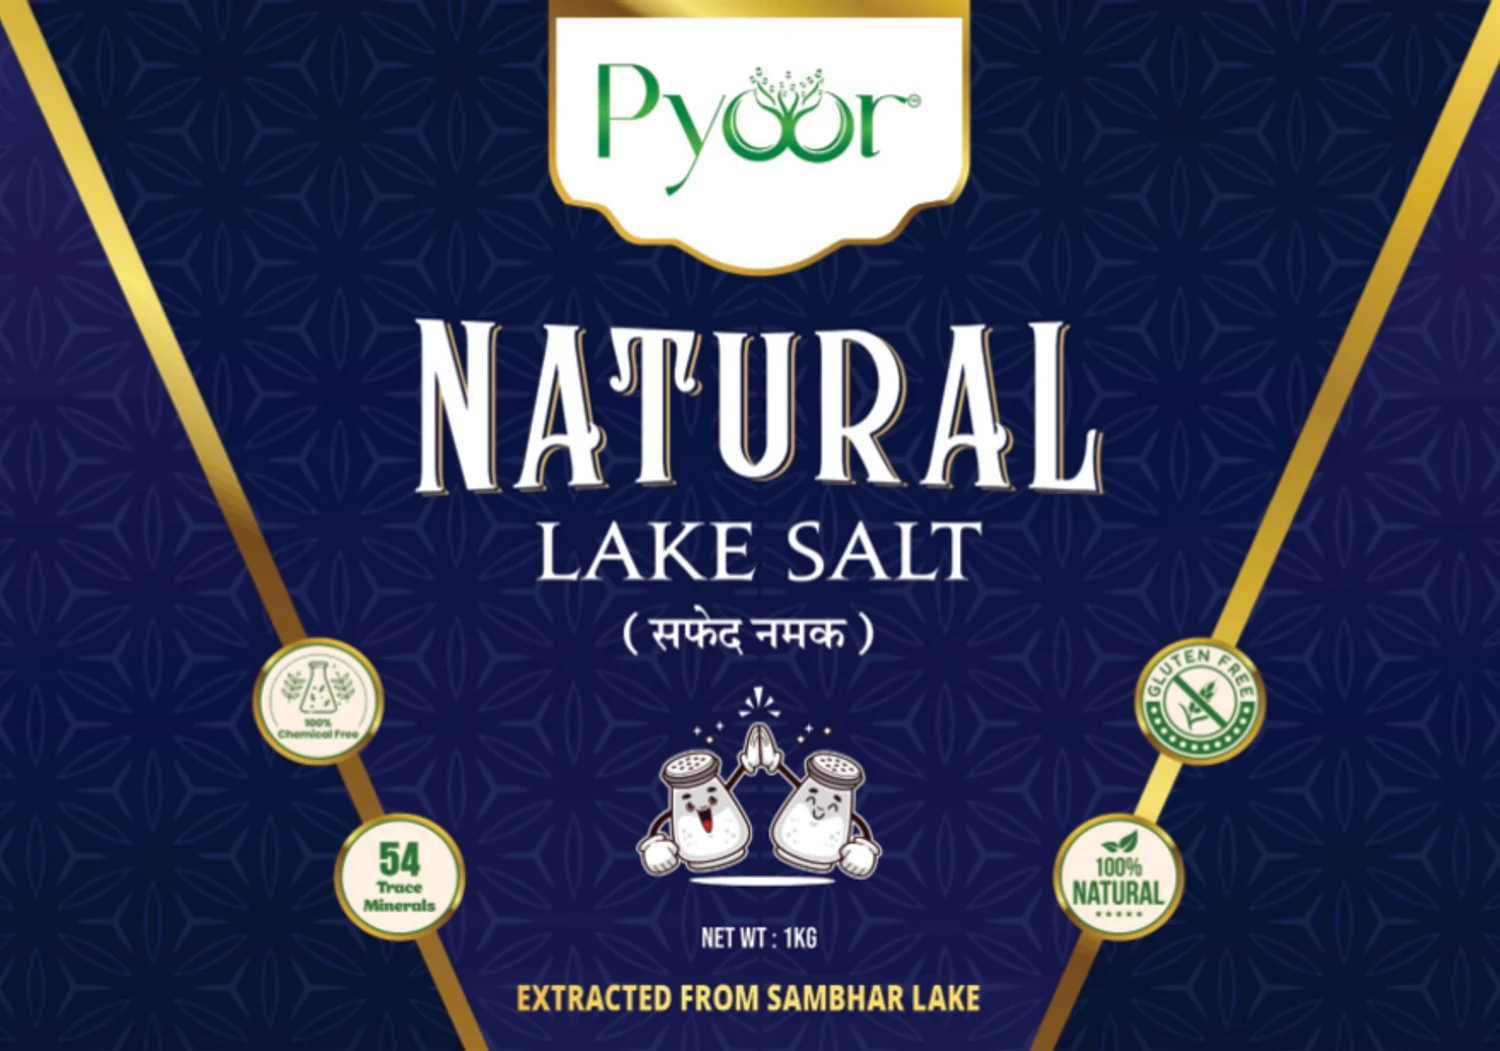 Pyoor
TM
NATURAL
LAKE SALT
( सफेद नमक )
100%
Chemical Free
GLUTEN FREE
54
Trace
Minerals
100%
NATURAL
NET WT : 1KG
EXTRACTED FROM SAMBHAR LAKE